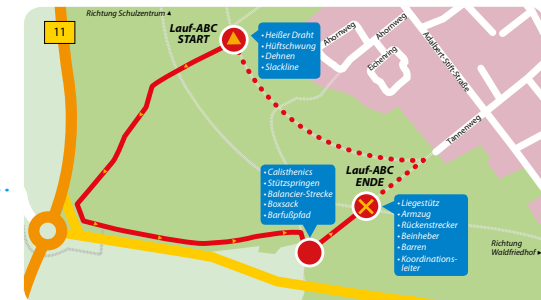 Richtung Schulzentrum ▲
11
Lauf-ABC
START
• Heißer Draht
• Hüftschwung
• Dehnen
• Slackline
Ahornweg
Ahornweg
Eichenring
Adalbert-Stift-Straße
Tannenweg
• Calisthenics
• Stützspringen
• Balancier-Strecke
• Boxsack
• Barfußpfad
Lauf-ABC
ENDE
• Liegestütz
• Armzug
• Rückenstrecker
• Beinheber
• Barren
• Koordinations-
leiter
Richtung
Waldfriedhof ►